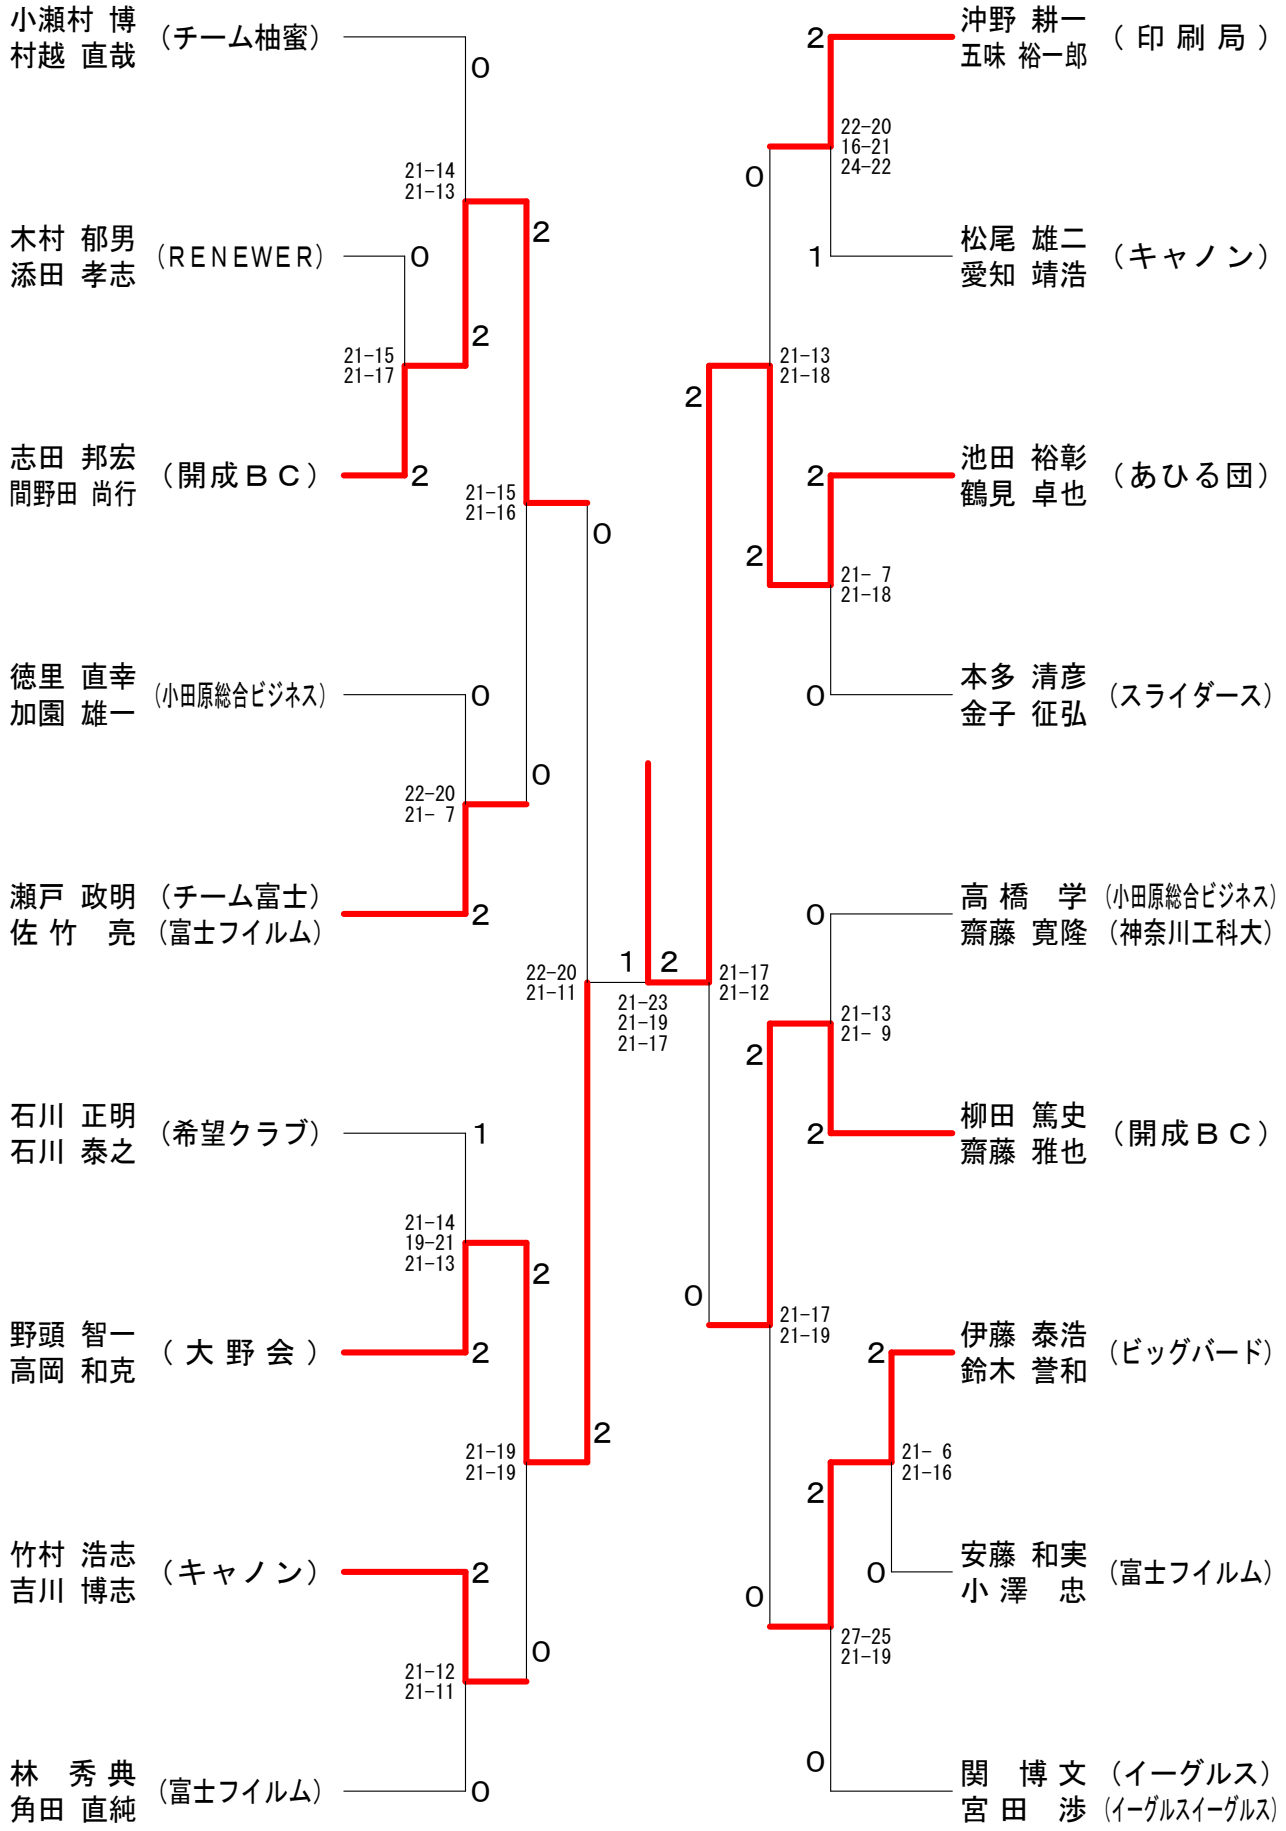 小瀬村 博
村越 直哉
(チーム柚蜜)
0
21-14
21-13
木村 郁男
添田 孝志
(RENEWER)
0
2
2
21-15
21-17
志田 邦宏
間野田 尚行
(開成BC)
2
21-15
21-16
0
徳里 直幸
加園 雄一
(小田原総合ビジネス)
0
0
22-20
21- 7
瀬戸 政明
佐竹 亮
(チーム富士)
(富士フイルム)
2
22-20
21-11
1
2
21-23
21-19
21-17
石川 正明
石川 泰之
(希望クラブ)
1
21-14
19-21
21-13
2
野頭 智一
高岡 和克
(大野会)
2
2
21-19
21-19
竹村 浩志
吉川 博志
(キャノン)
2
0
21-12
21-11
林 秀典
角田 直純
(富士フイルム)
0
2
沖野 耕一
五味 裕一郎
(印刷局)
22-20
16-21
24-22
0
1
松尾 雄二
愛知 靖浩
(キャノン)
21-13
21-18
2
2
池田 裕彰
鶴見 卓也
(あひる団)
2
21- 7
21-18
0
本多 清彦
金子 征弘
(スライダース)
0
高橋 学
齋藤 寛隆
(小田原総合ビジネス)
(神奈川工科大)
21-17
21-12
21-13
21- 9
2
2
柳田 篤史
齋藤 雅也
(開成BC)
0
21-17
21-19
2
伊藤 泰浩
鈴木 誉和
(ビッグバード)
21- 6
21-16
2
0
安藤 和実
小澤 忠
(富士フイルム)
0
27-25
21-19
0
関 博文
宮田 渉
(イーグルス)
(イーグルスイーグルス)